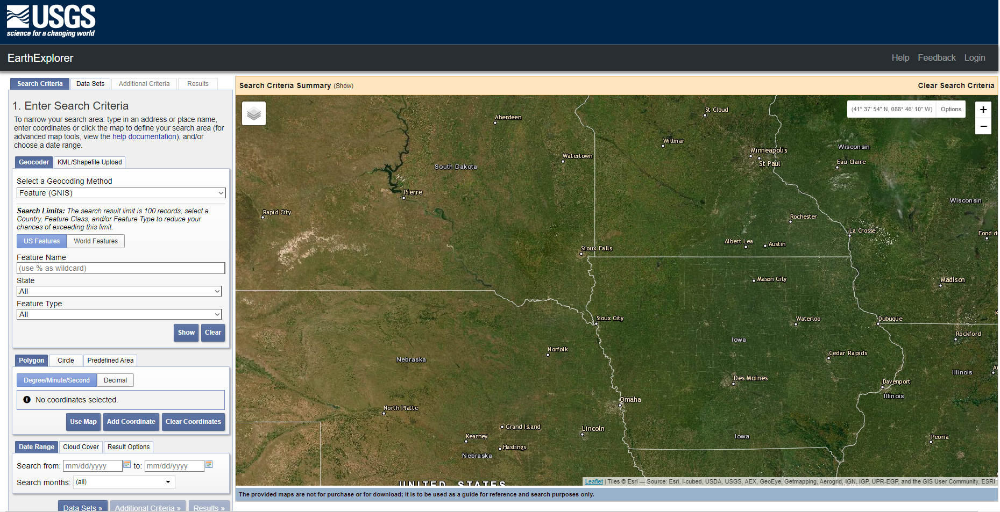 USGS
science for a changing world
EarthExplorer
Help Feedback Login
Search Criteria Data Sets Additional Criteria Results
1. Enter Search Criteria
To narrow your search area: type in an address or place name,
enter coordinates or click the map to define your search area (for
advanced map tools, view the help documentation), and/or
choose a date range.
Geocoder KML/Shapefile Upload
Select a Geocoding Method
Feature (GNIS)
Search Limits: The search result limit is 100 records; select a
Country, Feature Class, and/or Feature Type to reduce your
chances of exceeding this limit.
US Features World Features
Feature Name
(use % as wildcard)
State
All
Feature Type
All
Show Clear
Polygon Circle Predefined Area
Degree/Minute/Second Decimal
No coordinates selected.
Use Map Add Coordinate Clear Coordinates
Date Range Cloud Cover Result Options
Search from: mm/dd/yyyy to: mm/dd/yyyy
Search months: (all)
Data Sets » Additional Criteria » Results »
Search Criteria Summary (Show) Clear Search Criteria
(41° 37' 54" N, 088° 46' 10" W) Options
+
−
St Cloud
Aberdeen
Willmar
Wisconsin
Minneapolis
Watertown
Eau Claire
St Paul
South Dakota
Pierre
Wisconsin
Rapid City
Rochester
La Crosse
Fond d
Albert Lea
Austin
Sioux Falls
Mason City
Madison
Sioux City
Waterloo
Dubuque
Rockford
Iowa
Norfolk
Cedar Rapids
Nebraska
Illinois
Des Moines
Davenport
Illinois
Omaha
North Platte
Grand Island
Lincoln
Kearney
Iowa
Peoria
Hastings
Nebraska
UNITED STATES
Leaflet | Tiles © Esri — Source: Esri, i-cubed, USDA, USGS, AEX, GeoEye, Getmapping, Aerogrid, IGN, IGP, UPR-EGP, and the GIS User Community, ESRI
The provided maps are not for purchase or for download; it is to be used as a guide for reference and search purposes only.